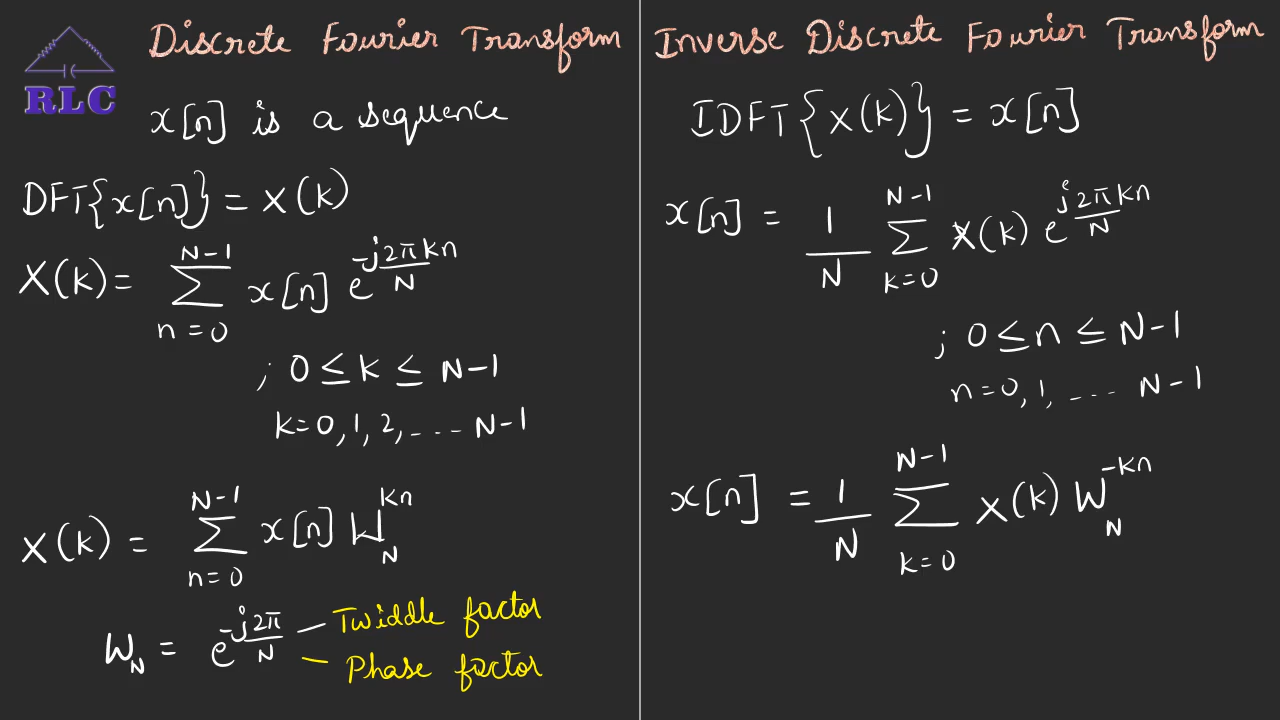 RLC
Discrete Fourier Transform
x[n] is a sequence
DFT{x[n]} = X(k)
X(k) = Σ_{n=0}^{N-1} x[n] e^{-j2πkn/N}
; 0 ≤ k ≤ N-1
k=0, 1, 2, .... N-1
X(k) = Σ_{n=0}^{N-1} x[n] W_N^{kn}
W_N = e^{-j2π/N} — Twiddle factor
— Phase factor
Inverse Discrete Fourier Transform
IDFT{X(k)} = x[n]
x[n] = 1/N Σ_{k=0}^{N-1} X(k) e^{j2πkn/N}
; 0 ≤ n ≤ N-1
n=0, 1, .... N-1
x[n] = 1/N Σ_{k=0}^{N-1} X(k) W_N^{-kn}